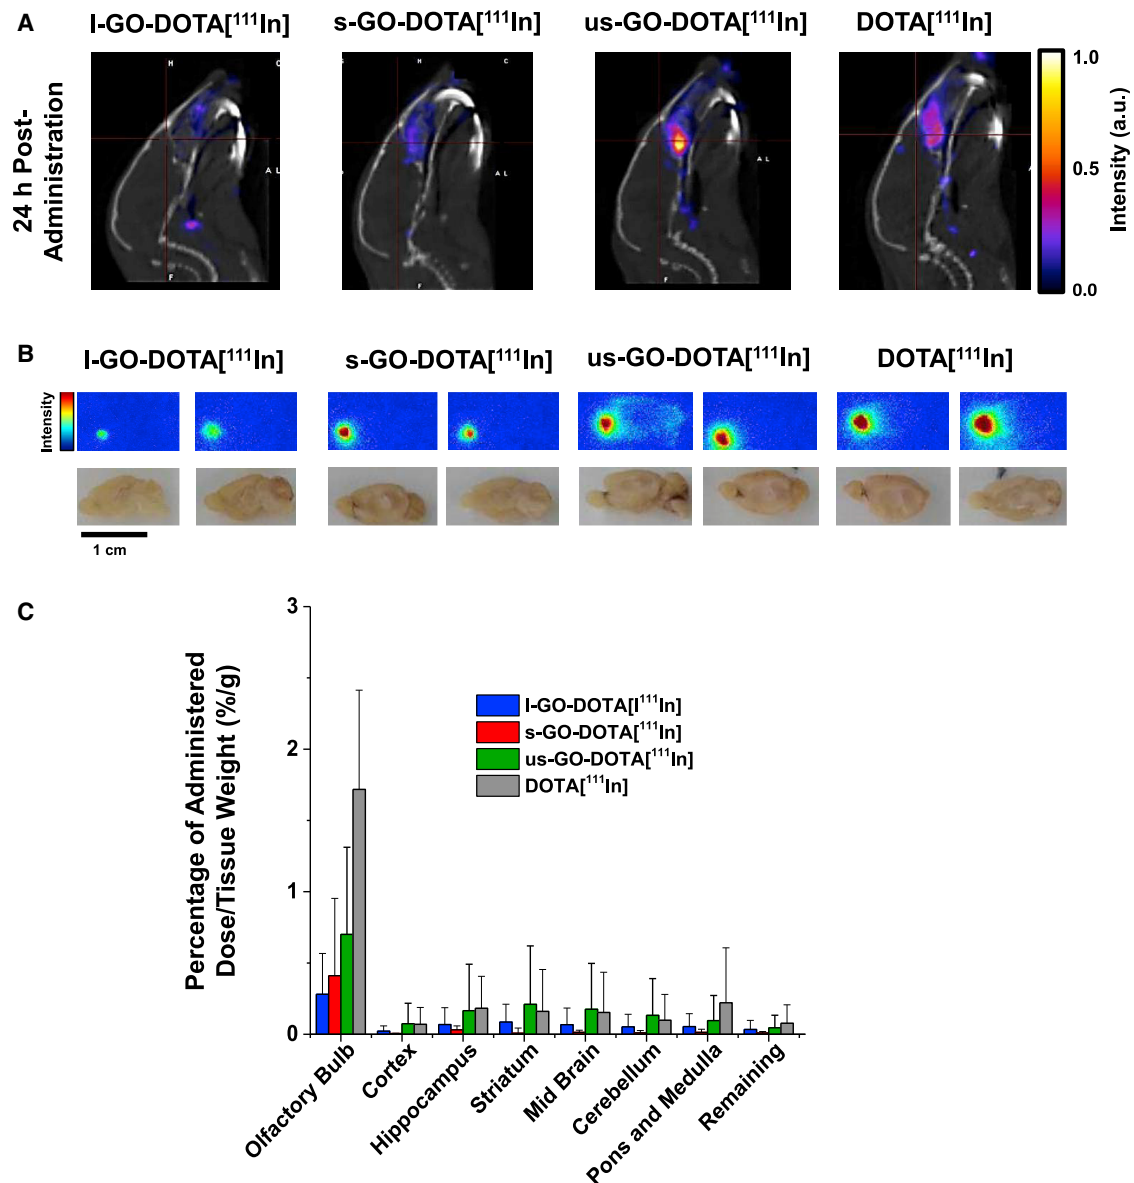 A
l-GO-DOTA[¹¹¹In]
s-GO-DOTA[¹¹¹In]
us-GO-DOTA[¹¹¹In]
DOTA[¹¹¹In]
24 h Post-
Administration
H
C
A L
F
H
C
A L
F
A L
F
1.0
0.5
0.0
Intensity (a.u.)
B
l-GO-DOTA[¹¹¹In]
s-GO-DOTA[¹¹¹In]
us-GO-DOTA[¹¹¹In]
DOTA[¹¹¹In]
Intensity
1 cm
C
Percentage of Administered
Dose/Tissue Weight (%/g)
3
2
1
0
l-GO-DOTA[l¹¹¹In]
s-GO-DOTA[¹¹¹In]
us-GO-DOTA[¹¹¹In]
DOTA[¹¹¹In]
Olfactory Bulb
Cortex
Hippocampus
Striatum
Mid Brain
Cerebellum
Pons and Medulla
Remaining